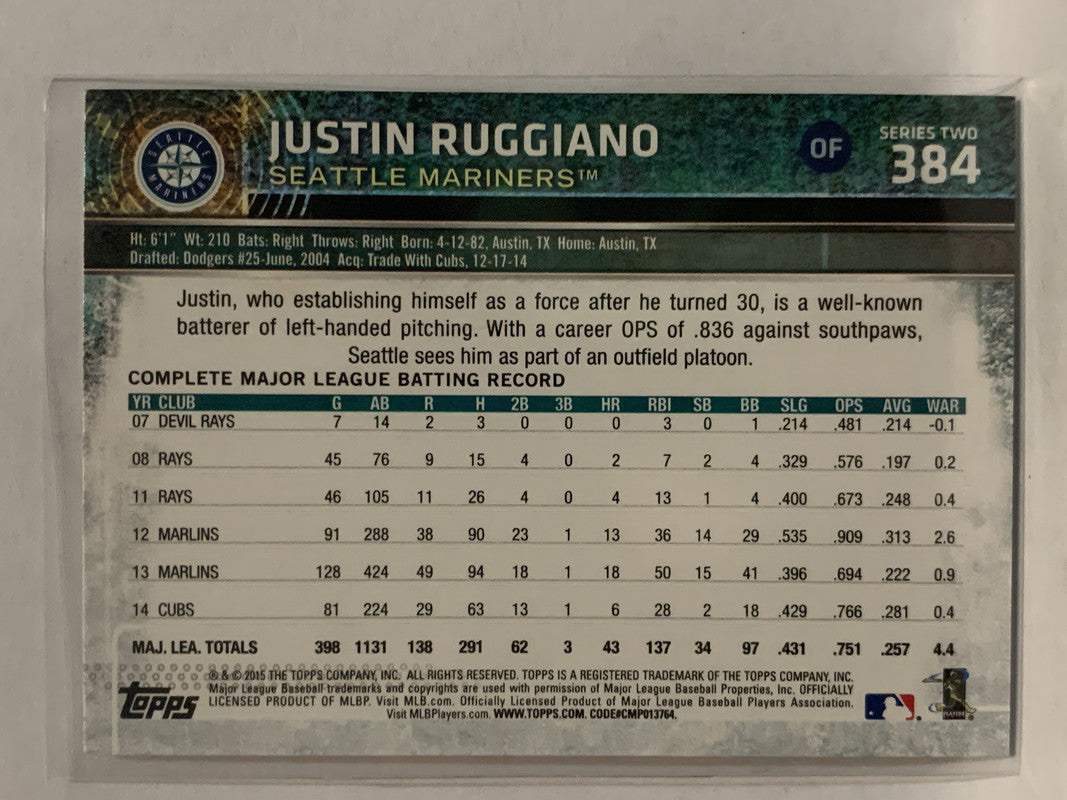 SEATTLE MARINERS
JUSTIN RUGGIANO
SEATTLE MARINERS™
OF
SERIES TWO
384
Ht: 6'1" Wt: 210 Bats: Right Throws: Right Born: 4-12-82, Austin, TX Home: Austin, TX
Drafted: Dodgers #25-June, 2004 Acq: Trade With Cubs, 12-17-14
Justin, who establishing himself as a force after he turned 30, is a well-known
batterer of left-handed pitching. With a career OPS of .836 against southpaws,
Seattle sees him as part of an outfield platoon.
COMPLETE MAJOR LEAGUE BATTING RECORD
YR CLUB G AB R H 2B 3B HR RBI SB BB SLG OPS AVG WAR
07 DEVIL RAYS 7 14 2 3 0 0 0 3 0 1 .214 .481 .214 -0.1
08 RAYS 45 76 9 15 4 0 2 7 2 4 .329 .576 .197 0.2
11 RAYS 46 105 11 26 4 0 4 13 1 4 .400 .673 .248 0.4
12 MARLINS 91 288 38 90 23 1 13 36 14 29 .535 .909 .313 2.6
13 MARLINS 128 424 49 94 18 1 18 50 15 41 .396 .694 .222 0.9
14 CUBS 81 224 29 63 13 1 6 28 2 18 .429 .766 .281 0.4
MAJ. LEA. TOTALS 398 1131 138 291 62 3 43 137 34 97 .431 .751 .257 4.4
® & © 2015 THE TOPPS COMPANY, INC. ALL RIGHTS RESERVED. TOPPS IS A REGISTERED TRADEMARK OF THE TOPPS COMPANY, INC.
Major League Baseball trademarks and copyrights are used with permission of Major League Baseball Properties, Inc. OFFICIALLY
LICENSED PRODUCT OF MLBP. Visit MLB.com. Officially Licensed Product of Major League Baseball Players Association.
Visit MLBPlayers.com. WWW.TOPPS.COM. CODE#CMP013764.
Topps